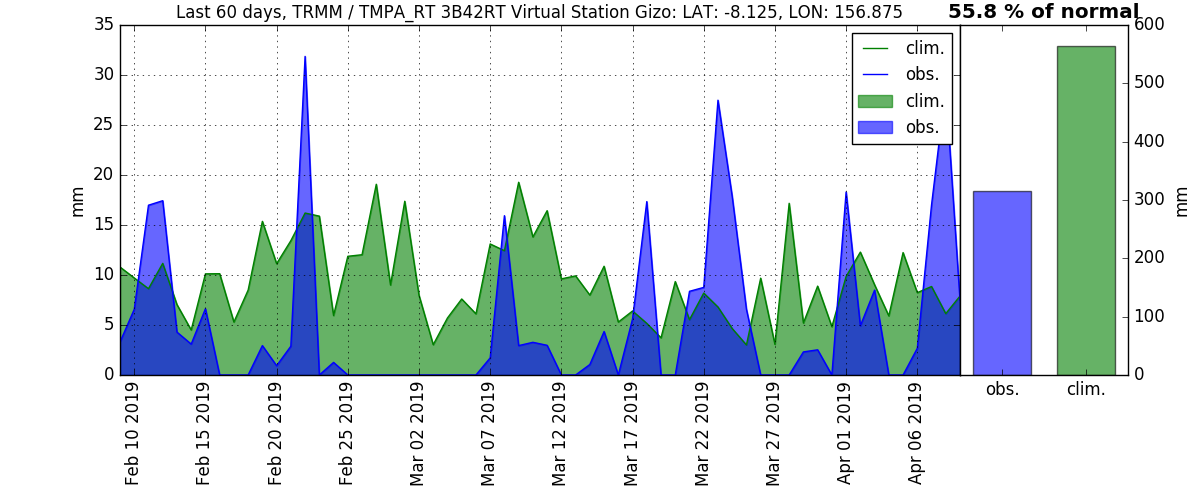 Last 60 days, TRMM / TMPA_RT 3B42RT Virtual Station Gizo: LAT: -8.125, LON: 156.875
55.8 % of normal
35
30
25
20
15
10
5
0
mm
clim.
obs.
clim.
obs.
600
500
400
300
200
100
0
mm
obs.
clim.
Feb 10 2019
Feb 15 2019
Feb 20 2019
Feb 25 2019
Mar 02 2019
Mar 07 2019
Mar 12 2019
Mar 17 2019
Mar 22 2019
Mar 27 2019
Apr 01 2019
Apr 06 2019